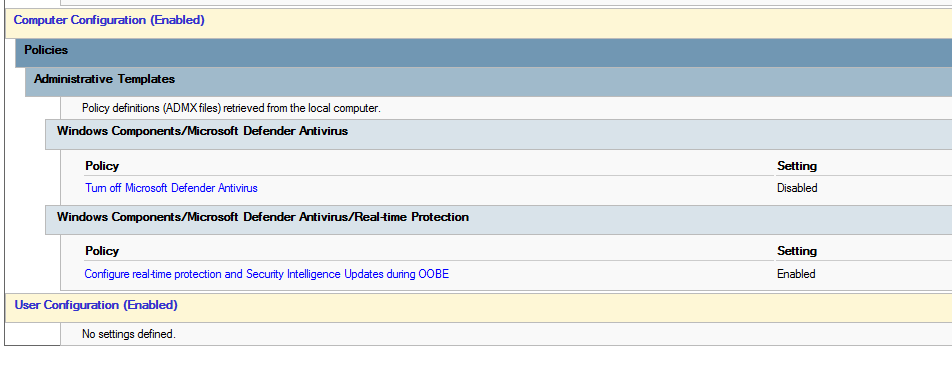 Computer Configuration (Enabled)
Policies
Administrative Templates
Policy definitions (ADMX files) retrieved from the local computer.
Windows Components/Microsoft Defender Antivirus
Policy Setting
Turn off Microsoft Defender Antivirus Disabled
Windows Components/Microsoft Defender Antivirus/Real-time Protection
Policy Setting
Configure real-time protection and Security Intelligence Updates during OOBE Enabled
User Configuration (Enabled)
No settings defined.